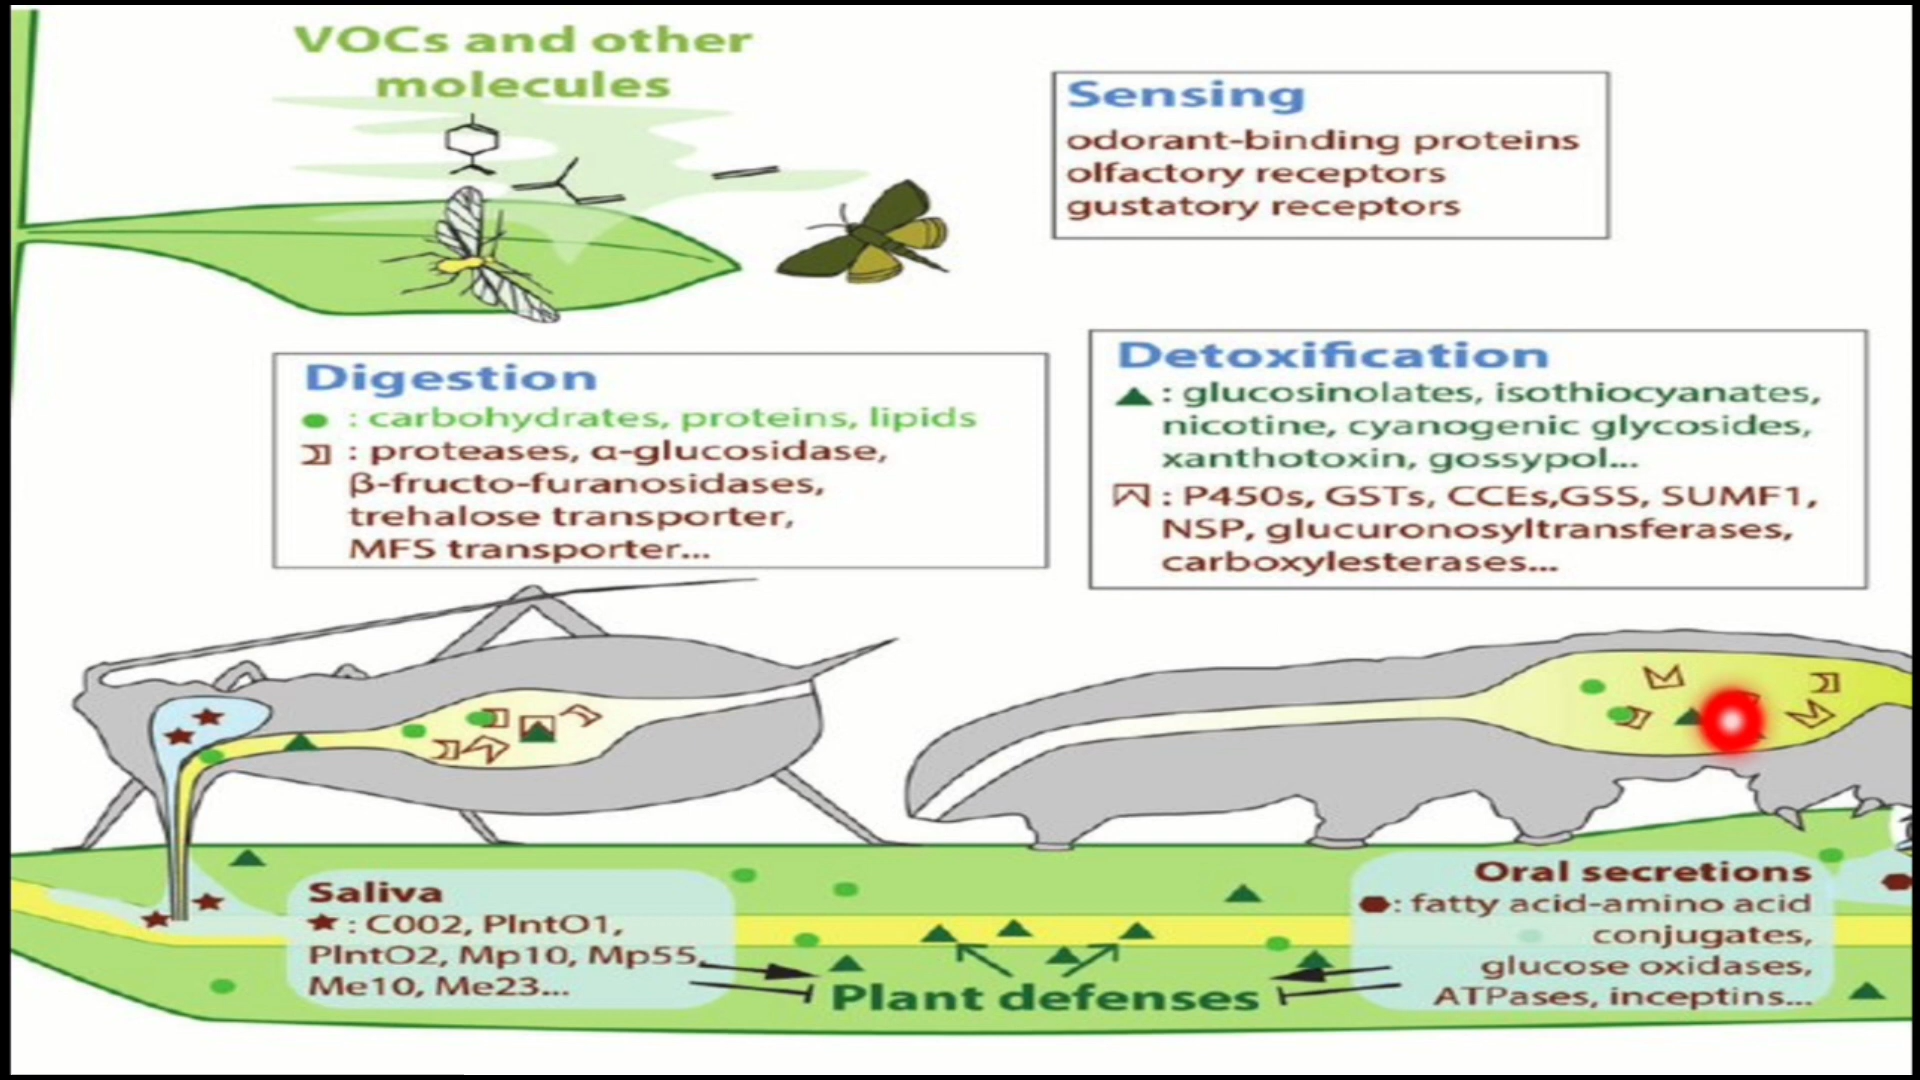 VOCs and other
molecules
Sensing
odorant-binding proteins
olfactory receptors
gustatory receptors
Digestion
: carbohydrates, proteins, lipids
: proteases, α-glucosidase,
β-fructo-furanosidases,
trehalose transporter,
MFS transporter...
Detoxification
: glucosinolates, isothiocyanates,
nicotine, cyanogenic glycosides,
xanthotoxin, gossypol...
: P450s, GSTs, CCEs,GSS, SUMF1,
NSP, glucuronosyltransferases,
carboxylesterases...
Saliva
: C002, PIntO1,
PIntO2, Mp10, Mp55,
Me10, Me23...
Plant defenses
Oral secretions
: fatty acid-amino acid
conjugates,
glucose oxidases,
ATPases, inceptins...